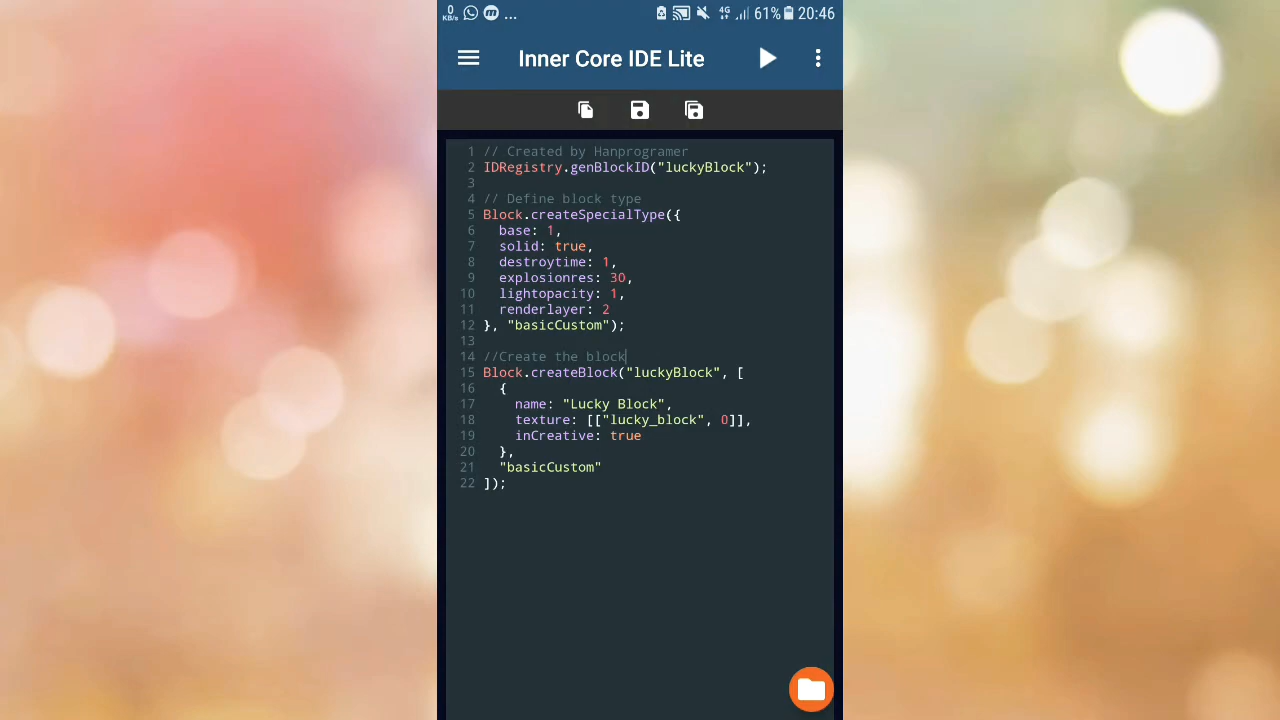 0
KB/s
... 4G 61% 20:46
Inner Core IDE Lite
1 // Created by Hanprogramer
2 IDRegistry.genBlockID("luckyBlock");
3
4 // Define block type
5 Block.createSpecialType({
6 base: 1,
7 solid: true,
8 destroytime: 1,
9 explosionres: 30,
10 lightopacity: 1,
11 renderlayer: 2
12 }, "basicCustom");
13
14 //Create the block
15 Block.createBlock("luckyBlock", [
16 {
17 name: "Lucky Block",
18 texture: [["lucky_block", 0]],
19 inCreative: true
20 },
21 "basicCustom"
22 ]);